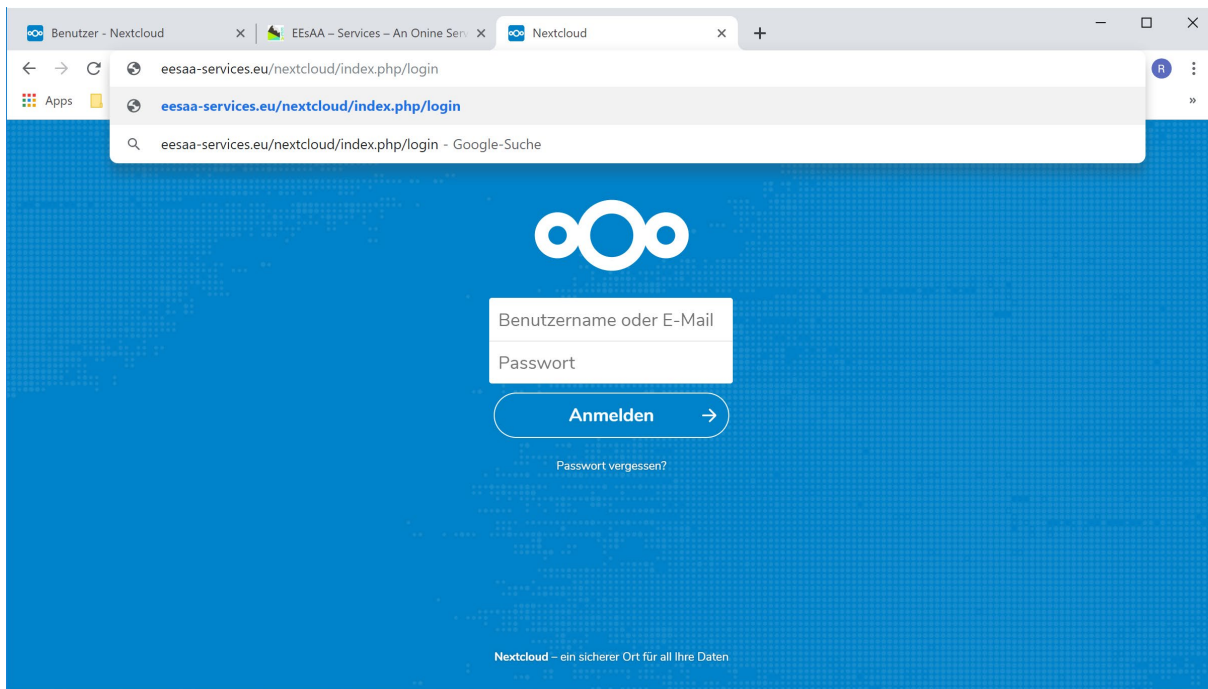 Benutzer - Nextcloud
EEsAA – Services – An Onine Serv
Nextcloud
eesaa-services.eu/nextcloud/index.php/login
R
Apps
eesaa-services.eu/nextcloud/index.php/login
eesaa-services.eu/nextcloud/index.php/login - Google-Suche
Benutzername oder E-Mail
Passwort
Anmelden
Passwort vergessen?
Nextcloud – ein sicherer Ort für all Ihre Daten